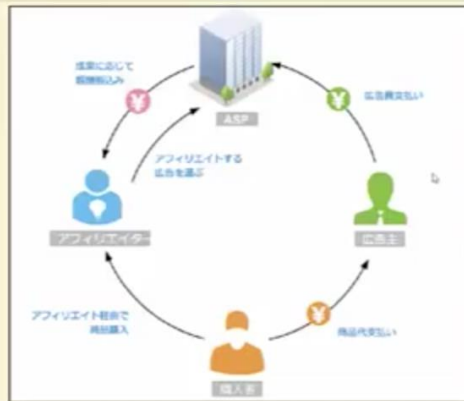 成果に応じて
報酬振込み
広告費支払い
ASP
アフィリエイトする
広告を選ぶ
アフィリエイター
広告主
アフィリエイト経由で
商品購入
商品代支払い
購入者